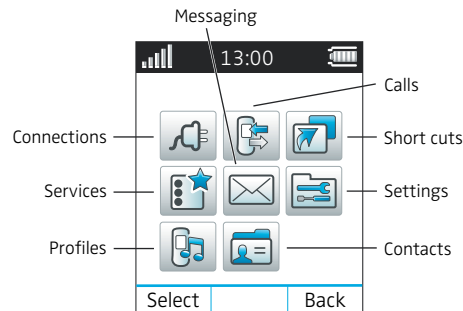 Messaging
13:00
Calls
Connections
Short cuts
Services
Settings
Profiles
Contacts
Select Back